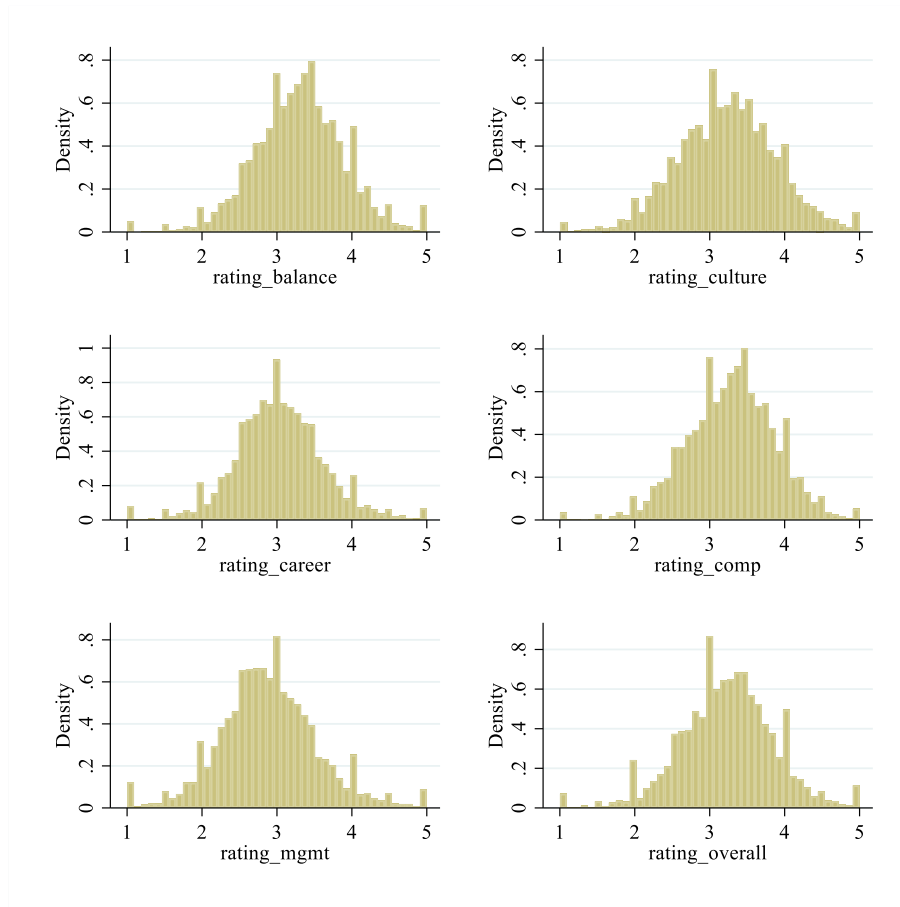 Density
0 .2 .4 .6 .8
1 2 3 4 5
rating_balance
Density
0 .2 .4 .6 .8
1 2 3 4 5
rating_culture
Density
0 .2 .4 .6 .8 1
1 2 3 4 5
rating_career
Density
0 .2 .4 .6 .8
1 2 3 4 5
rating_comp
Density
0 .2 .4 .6 .8
1 2 3 4 5
rating_mgmt
Density
0 .2 .4 .6 .8
1 2 3 4 5
rating_overall